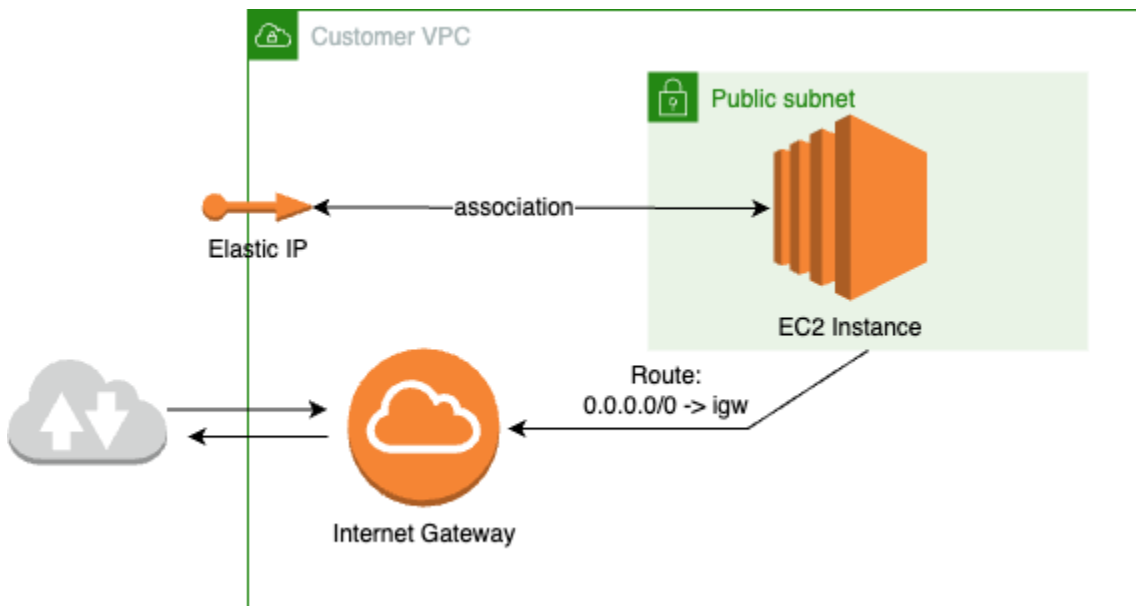 Customer VPC
Public subnet
association
Elastic IP
EC2 Instance
Route:
0.0.0.0/0 -> igw
Internet Gateway